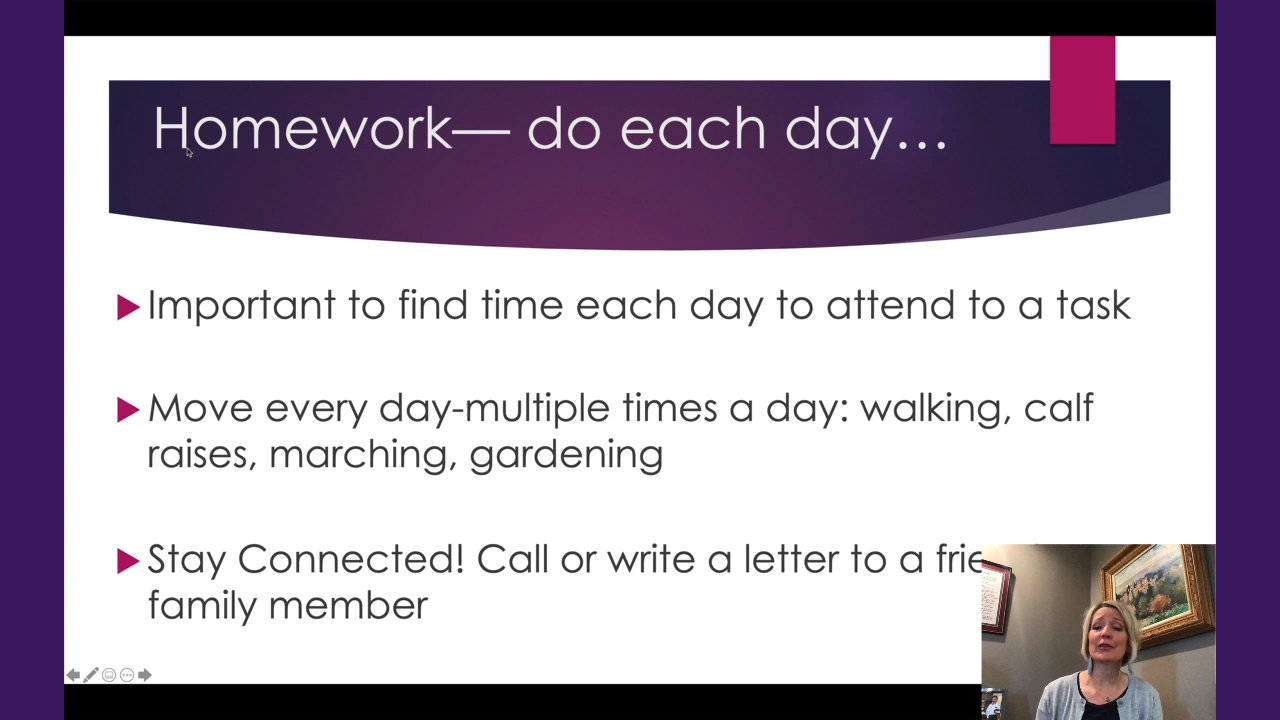 Homework— do each day…
Important to find time each day to attend to a task
Move every day-multiple times a day: walking, calf
raises, marching, gardening
Stay Connected! Call or write a letter to a
family member